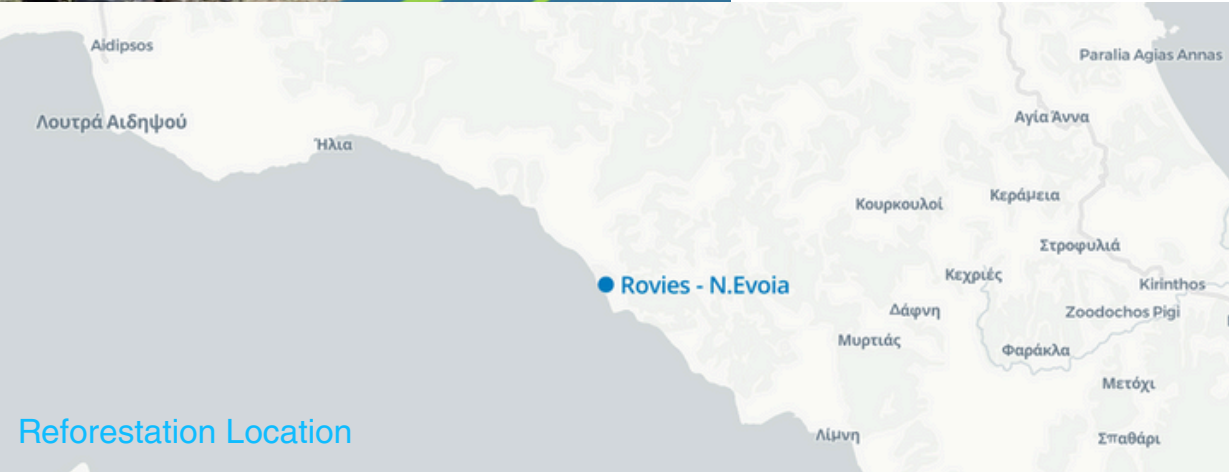 Aidipsos
Paralia Agias Annas
Λουτρά Αιδηψού
Αγία Άννα
Ήλια
Κεράμεια
Κουρκουλοί
Στροφυλιά
Κεχριές
Rovies - N.Evoia
Kirinthos
Δάφνη
Zoodochos Pigi
Μυρτιάς
Φαράκλα
Μετόχι
Reforestation Location
Λίμνη
Σπαθάρι